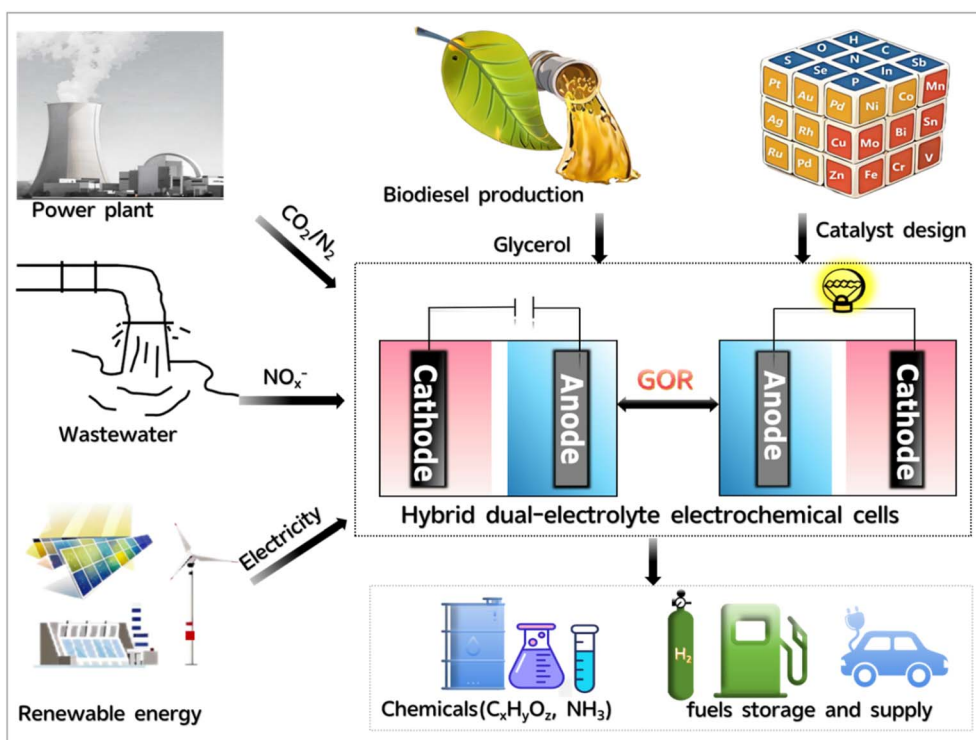 Power plant
CO₂/N₂
Biodiesel production
Glycerol
H
O
C
S
N
Sb
Se
In
P
Pt
Au
Pd
Ni
Co
Mn
Ag
Rh
Cu
Mo
Bi
Sn
Ru
Pd
Zn
Fe
Cr
V
Catalyst design
Wastewater
NOₓ⁻
Cathode
Anode
GOR
Anode
Cathode
Hybrid dual-electrolyte electrochemical cells
Electricity
Renewable energy
H₂
Chemicals(CₓHᵧO₂, NH₃)
fuels storage and supply